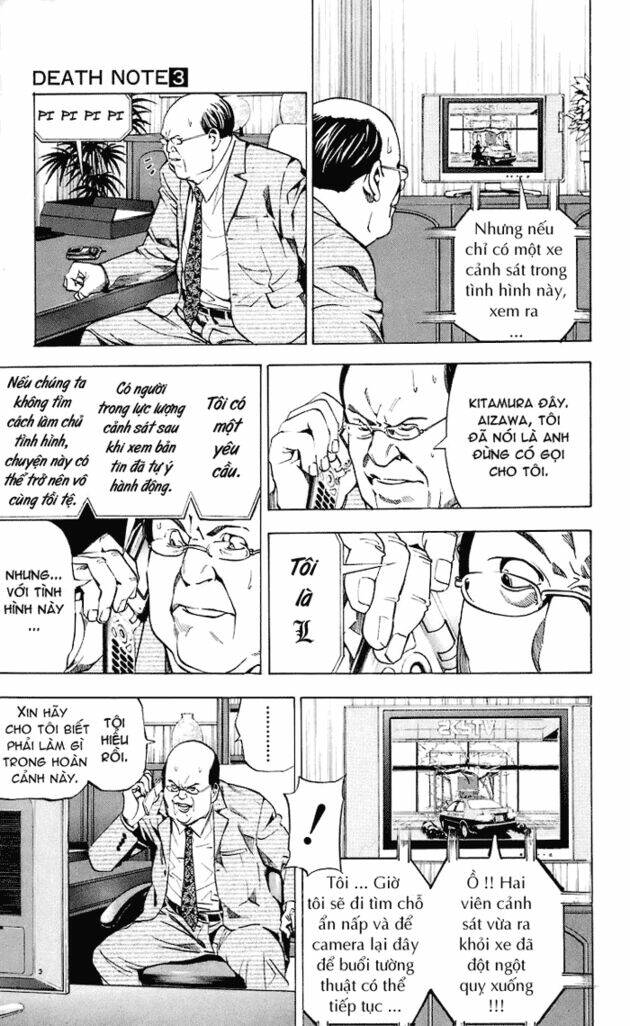 DEATH NOTE 3
Nhưng nếu
chỉ có một xe
cảnh sát trong
tình hình này,
xem ra
...
PI PI PI PI
KITAMURA ĐÂY.
AIZAWA, TÔI
ĐÃ NÓI LÀ ANH
ĐỪNG CỐ GỌI
CHO TÔI.
Tôi có
một
yêu
cầu.
Có người
trong lực lượng
cảnh sát sau
khi xem bản
tin đã tự ý
hành động.
Nếu chúng ta
không tìm
cách làm chủ
tình hình,
chuyện này có
thể trở nên vô
cùng tồi tệ.
Tôi
là
L
NHƯNG...
VỚI TÌNH
HÌNH NÀY
...
SKSTV
Ồ !! Hai
viên cảnh
sát vừa ra
khỏi xe đã
đột ngột
quỵ xuống
!!!
Tôi ... Giờ
tôi sẽ đi tìm chỗ
ẩn nấp và để
camera lại đây
để buổi tường
thuật có thể
tiếp tục ...
!
........
TÔI
HIỂU
RỒI.
XIN HÃY
CHO TÔI BIẾT
PHẢI LÀM GÌ
TRONG HOÀN
CẢNH NÀY.